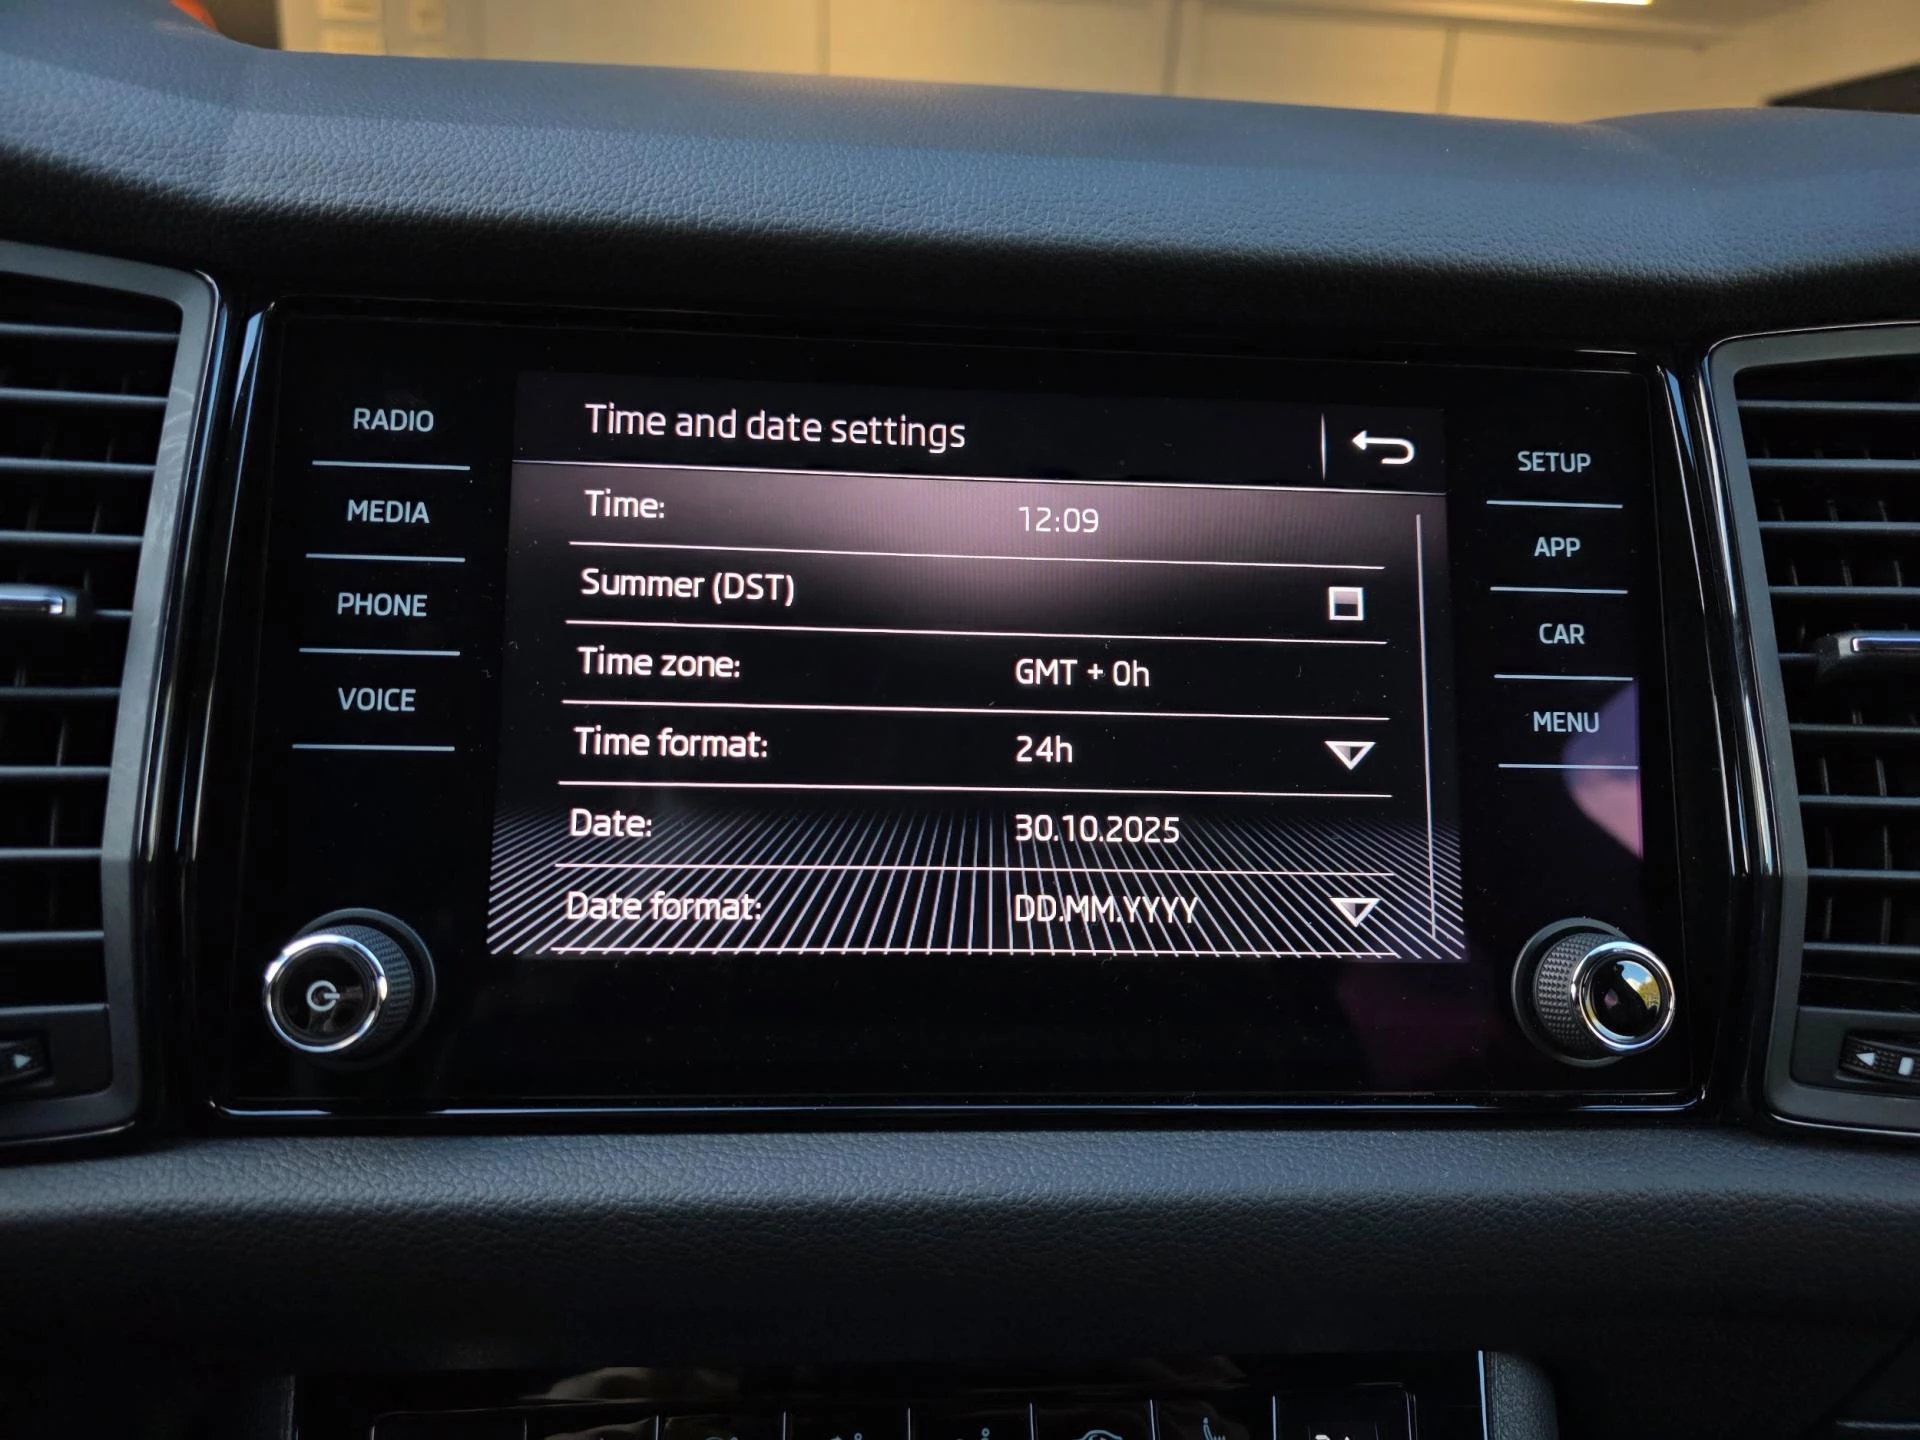 RADIO
MEDIA
PHONE
VOICE
Time and date settings
Time: 12:09
Summer (DST)
Time zone: GMT + 0h
Time format: 24h
Date: 30.10.2025
Date format: DD.MM.YYYY
SETUP
APP
CAR
MENU